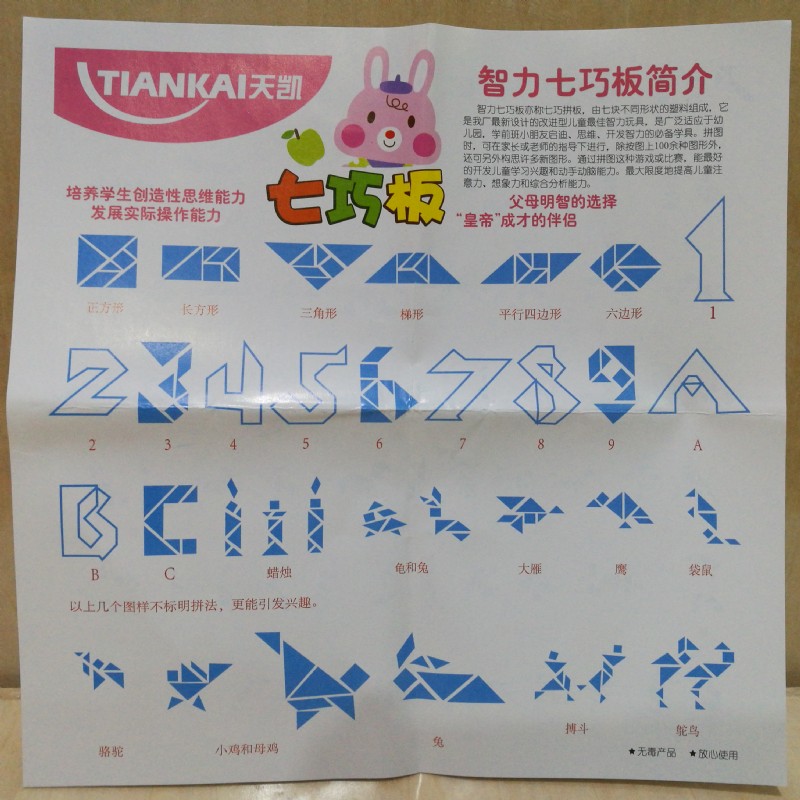 TIANKAI天凯
智力七巧板简介
智力七巧板亦称七巧拼板，由七块不同形状的塑料组成，它
是我厂最新设计的改进型儿童最佳智力玩具，是广泛适应于幼
儿园，学前班小朋友启迪、思维、开发智力的必备学具。拼图
时，可在家长或老师的指导下进行，除按图上100余种图形外，
还可另外构思许多新图形。通过拼图这种游戏或比赛，能最好
的开发儿童学习兴趣和动手动脑能力。最大限度地提高儿童注
意力，想象力和综合分析能力。
培养学生创造性思维能力
发展实际操作能力
七巧板
父母明智的选择
“皇帝”成才的伴侣
正方形 长方形 三角形 梯形 平行四边形 六边形 1
2 3 4 5 6 7 8 9 A
B C 蜡烛 龟和兔 大雁 鹰 袋鼠
以上几个图样不标明拼法，更能引发兴趣。
骆驼 小鸡和母鸡 兔 搏斗 鸵鸟
★无毒产品 ★放心使用